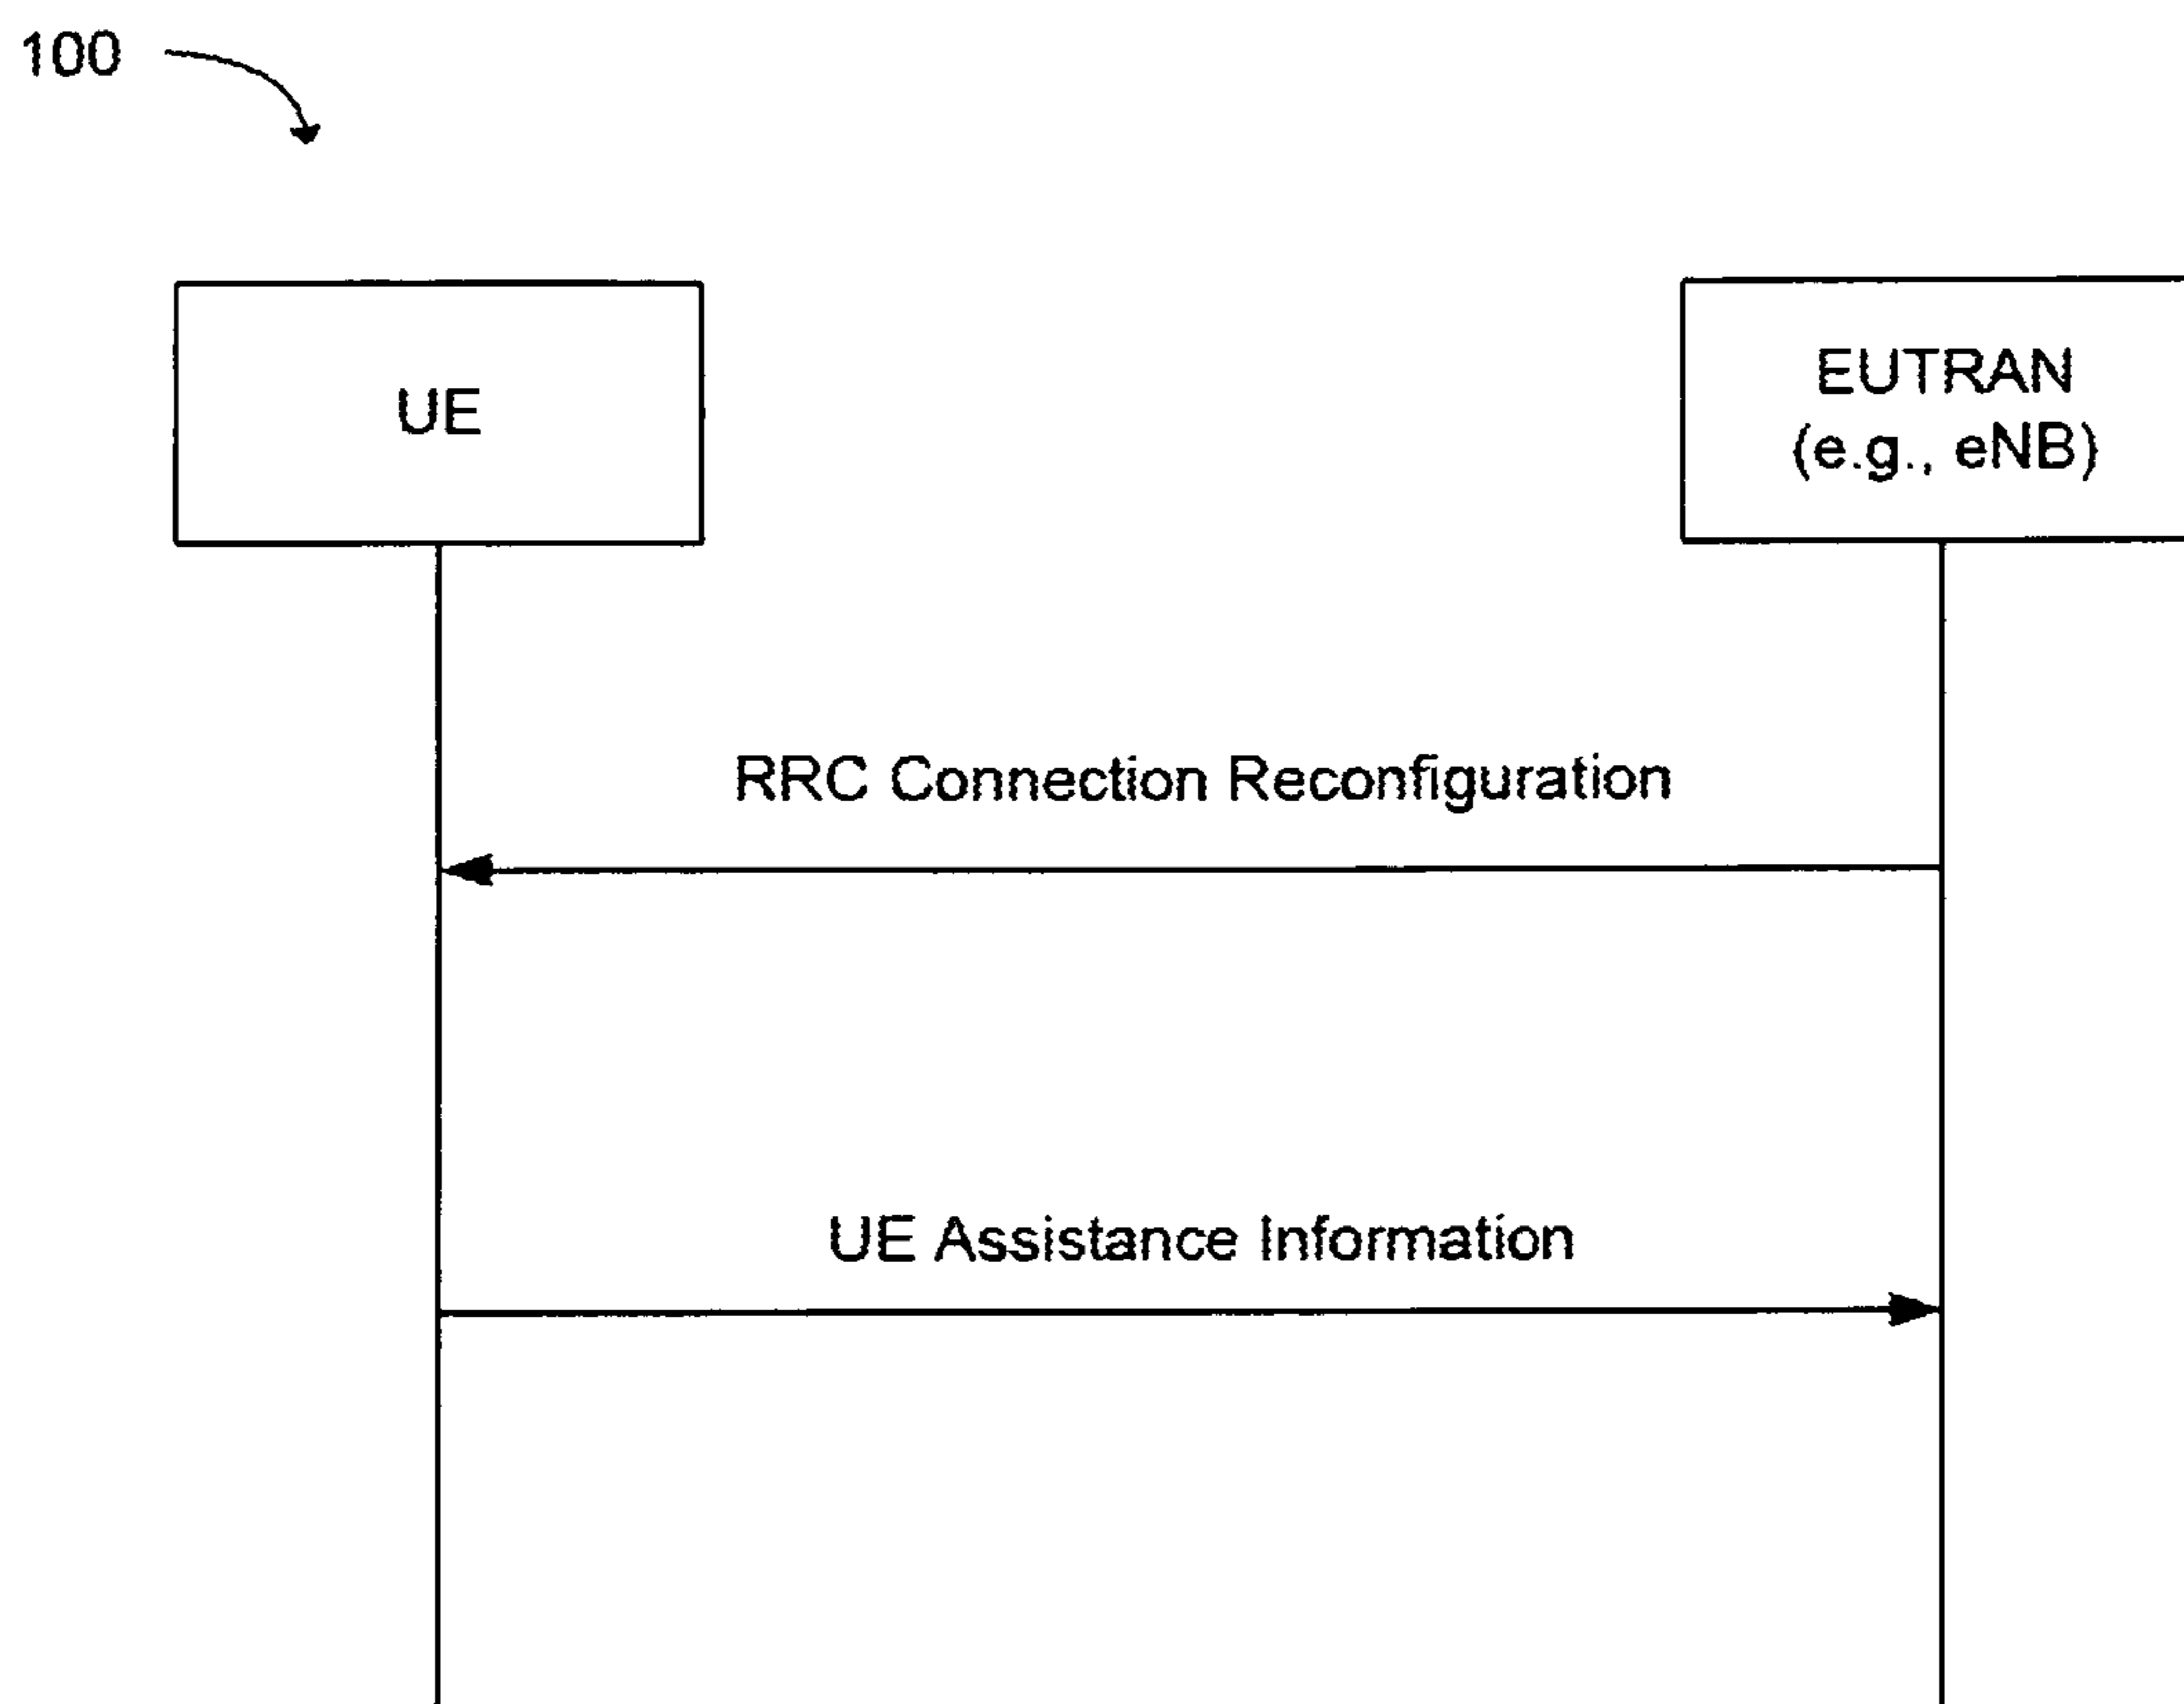 100
UE
EUTRAN
(e.g., eNB)
RRC Connection Reconfiguration
UE Assistance Information